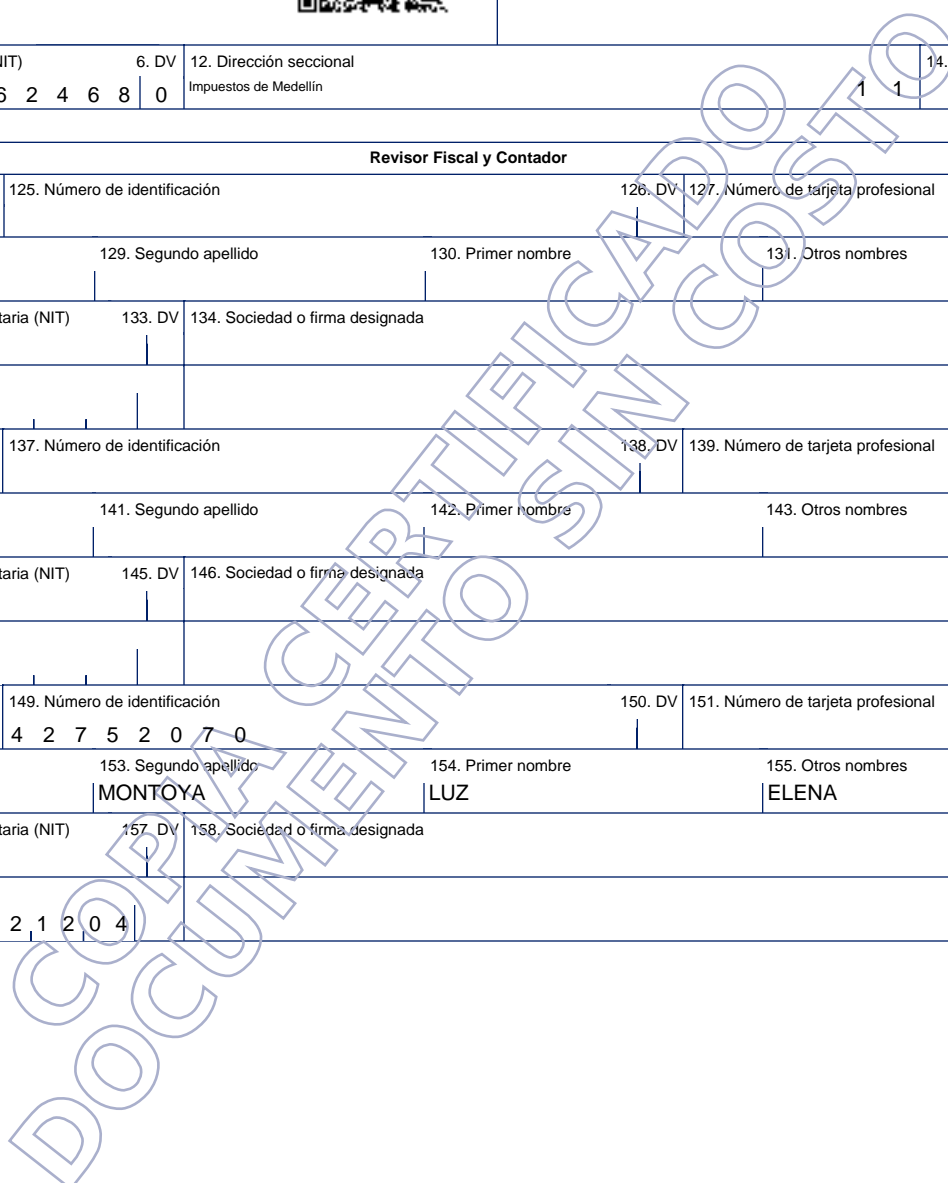 NIT) 6. DV 12. Dirección seccional 14.
6 2 4 6 8 0 Impuestos de Medellín 1 1
Revisor Fiscal y Contador
125. Número de identificación 126. DV 127. Número de tarjeta profesional
129. Segundo apellido 130. Primer nombre 131. Otros nombres
taria (NIT) 133. DV 134. Sociedad o firma designada
137. Número de identificación 138. DV 139. Número de tarjeta profesional
141. Segundo apellido 142. Primer nombre 143. Otros nombres
taria (NIT) 145. DV 146. Sociedad o firma designada
149. Número de identificación 150. DV 151. Número de tarjeta profesional
4 2 7 5 2 0 7 0
153. Segundo apellido 154. Primer nombre 155. Otros nombres
MONTOYA LUZ ELENA
taria (NIT) 157. DV 158. Sociedad o firma designada
2 1 2 0 4
COPIA CERTIFICADO
DOCUMENTO SIN COSTO